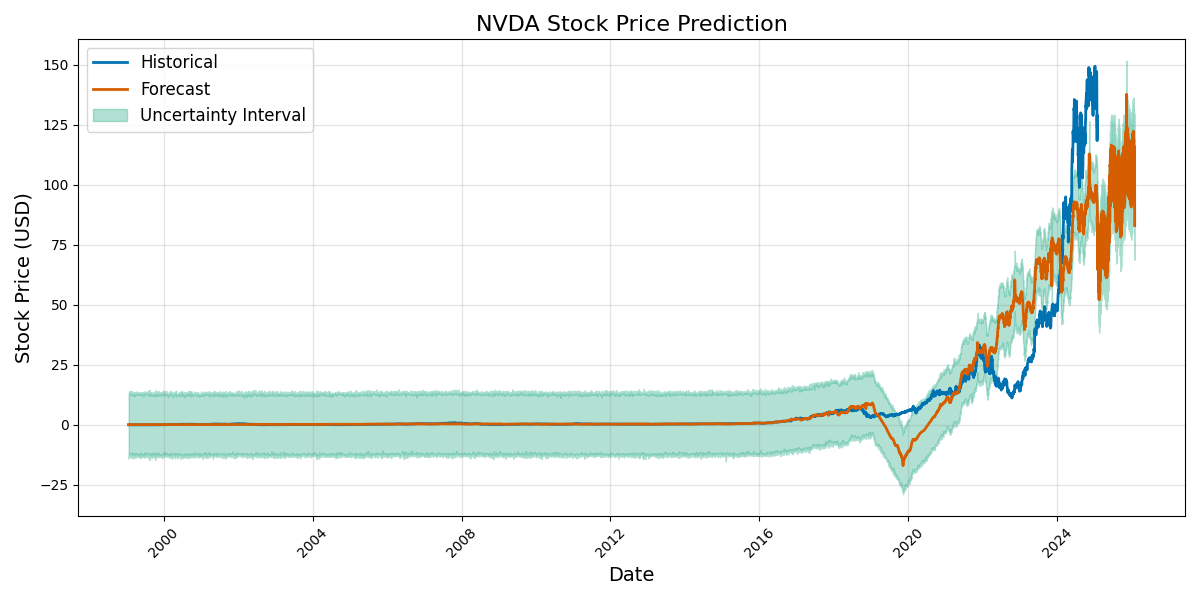 NVDA Stock Price Prediction
Historical
Forecast
Uncertainty Interval
Stock Price (USD)
150
125
100
75
50
25
0
−25
2000
2004
2008
2012
2016
2020
2024
Date